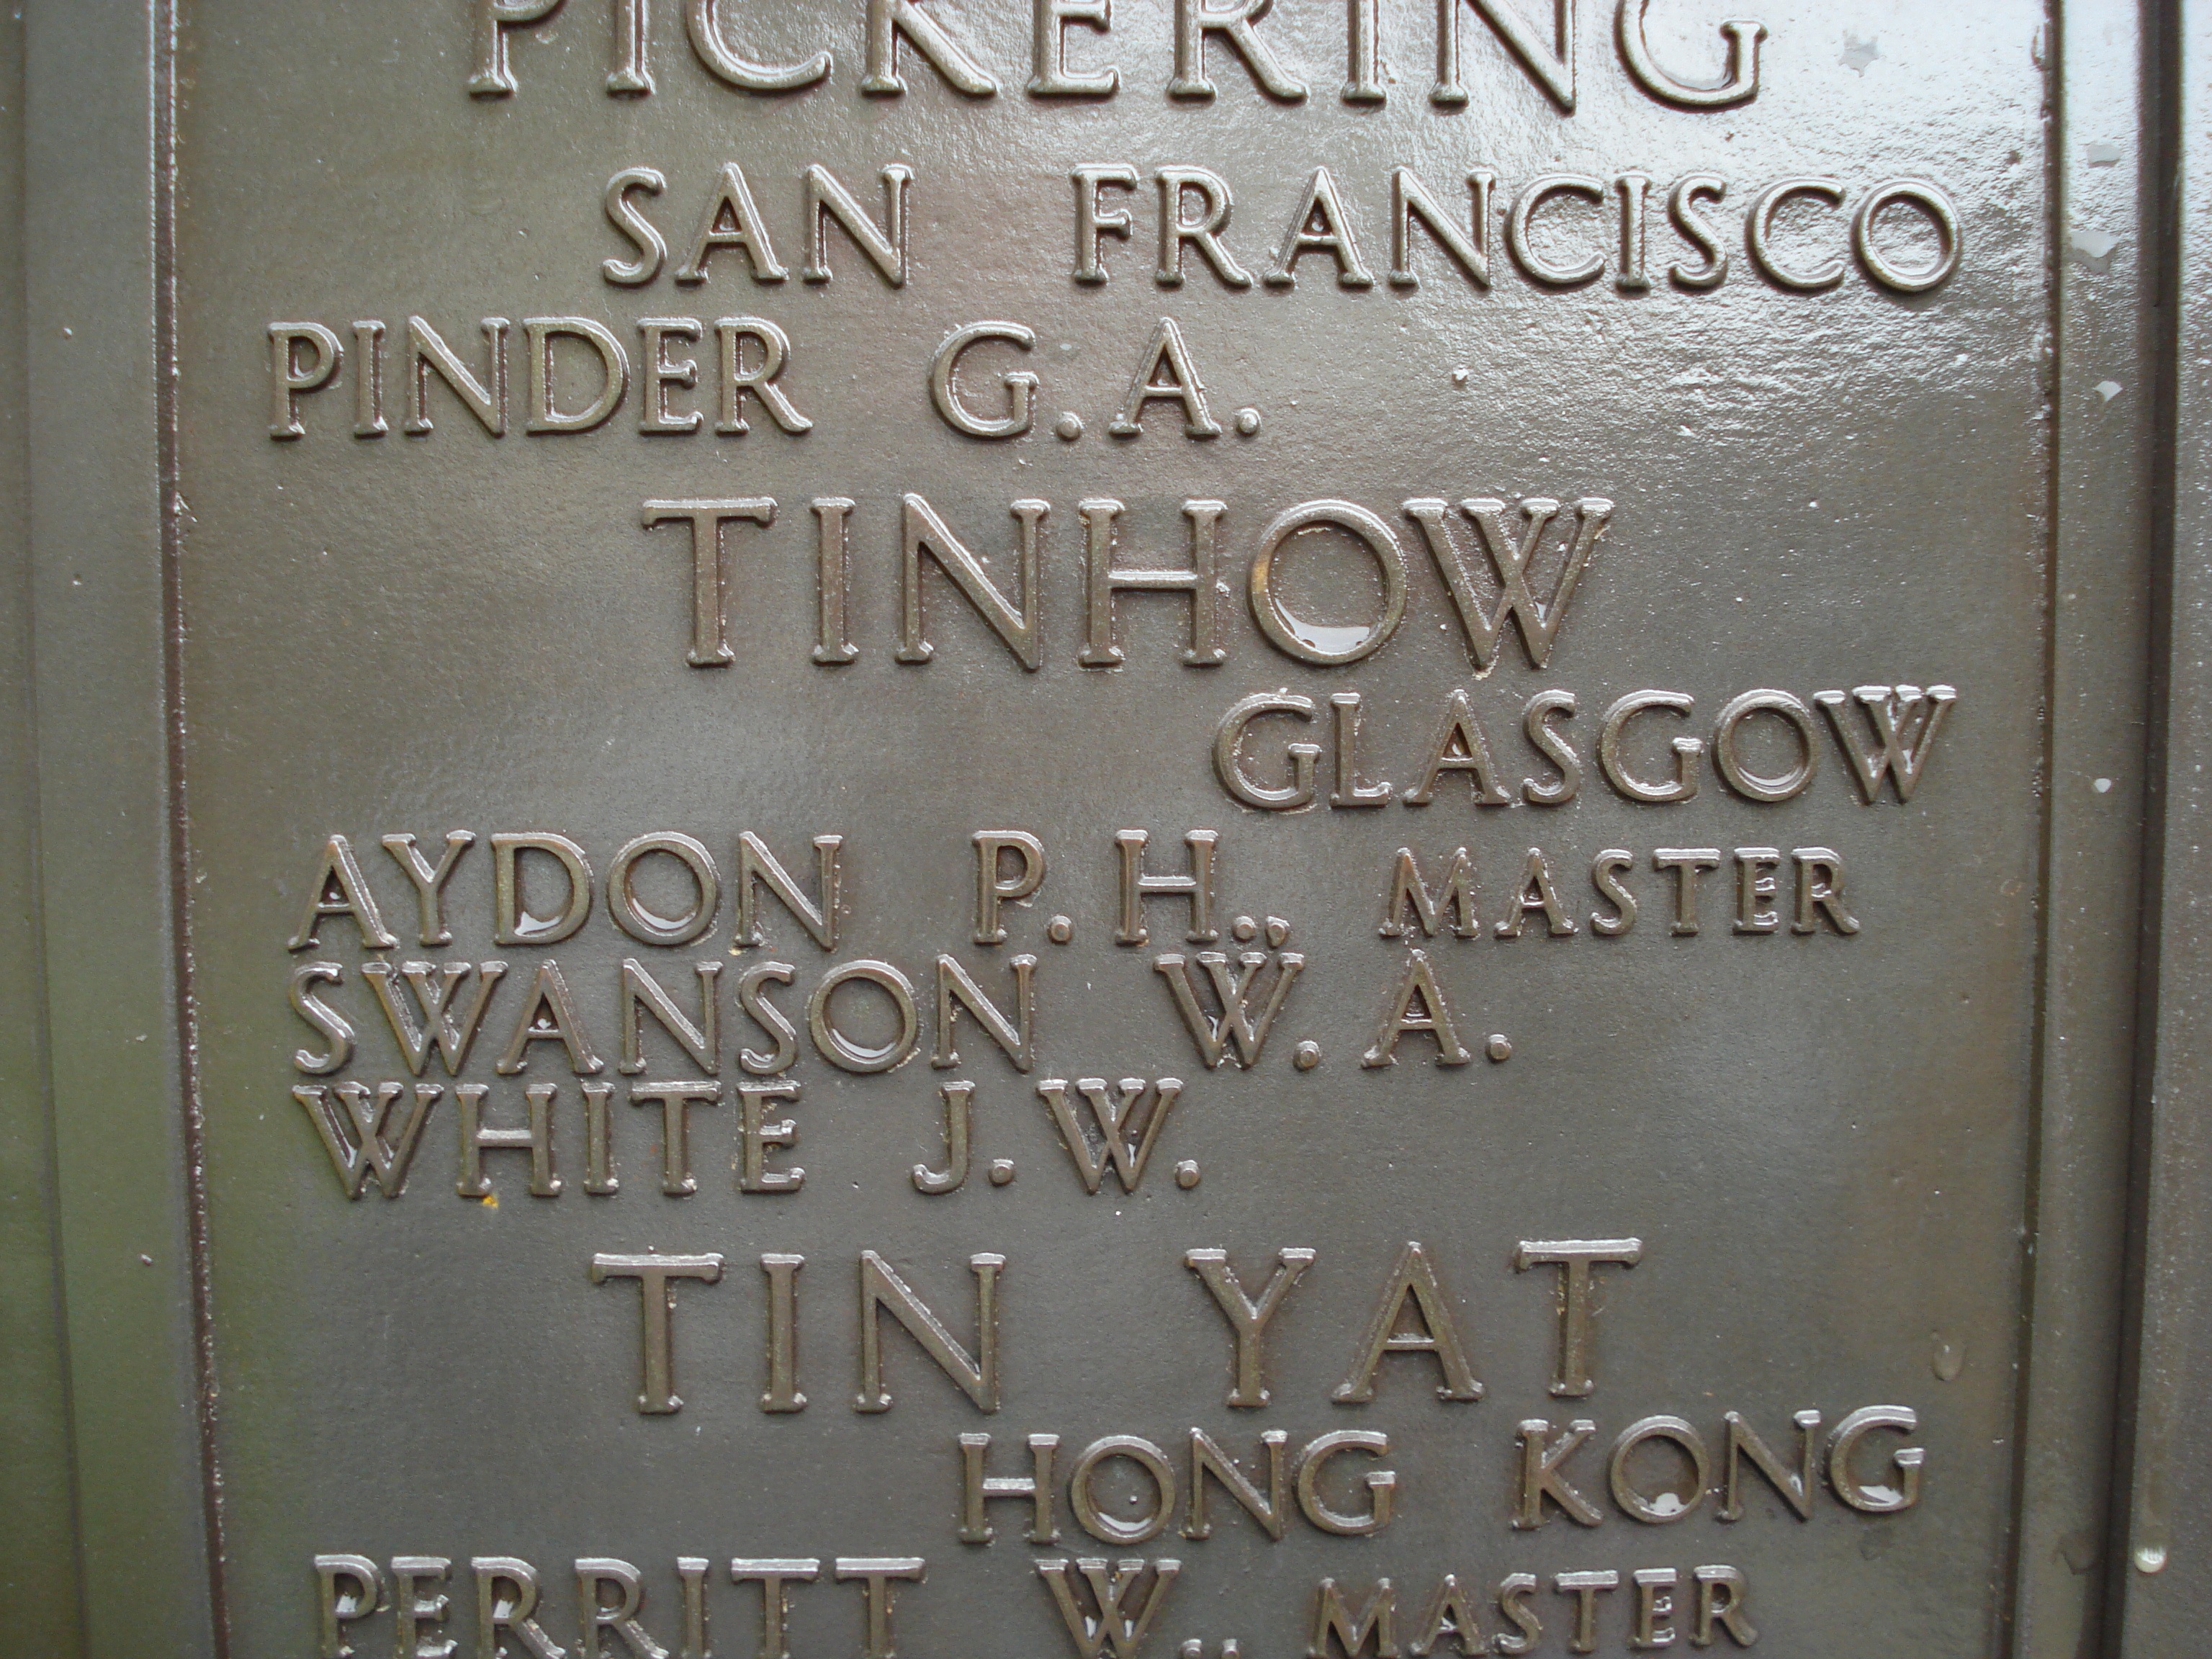 PICKERING
SAN FRANCISCO
PINDER G.A.
TINHOW
GLASGOW
AYDON P.H., MASTER
SWANSON W.A.
WHITE J.W.
TIN YAT
HONG KONG
PERRITT W., MASTER